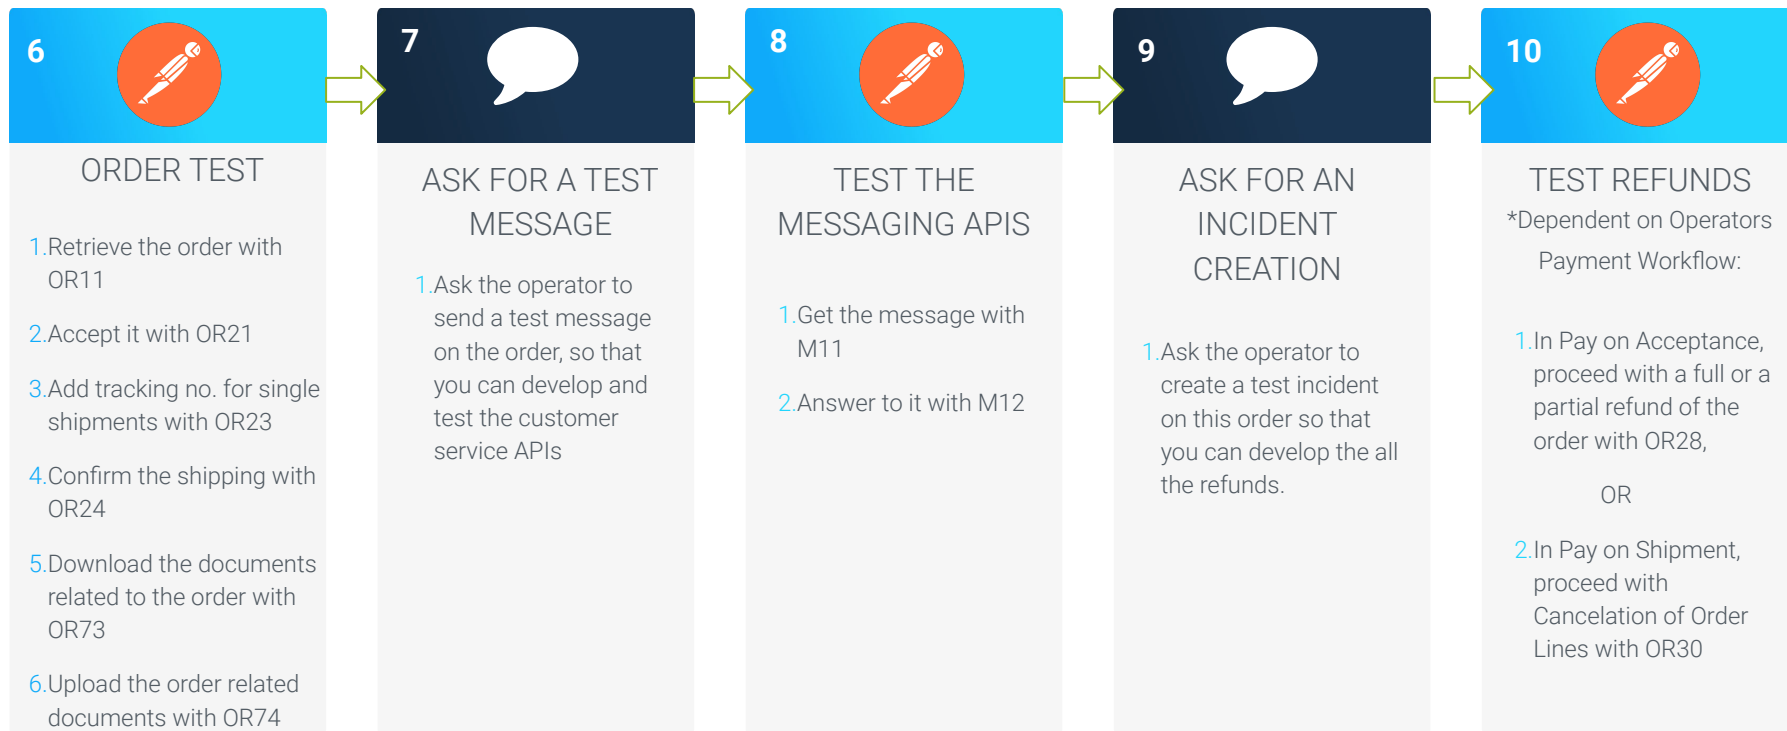 6
ORDER TEST
1.Retrieve the order with
OR11
2.Accept it with OR21
3.Add tracking no. for single
shipments with OR23
4.Confirm the shipping with
OR24
5.Download the documents
related to the order with
OR73
6.Upload the order related
documents with OR74
7
ASK FOR A TEST
MESSAGE
1.Ask the operator to
send a test message
on the order, so that
you can develop and
test the customer
service APIs
8
TEST THE
MESSAGING APIS
1.Get the message with
M11
2.Answer to it with M12
9
ASK FOR AN
INCIDENT
CREATION
1.Ask the operator to
create a test incident
on this order so that
you can develop the all
the refunds.
10
TEST REFUNDS
*Dependent on Operators
Payment Workflow:
1.In Pay on Acceptance,
proceed with a full or a
partial refund of the
order with OR28,
OR
2.In Pay on Shipment,
proceed with
Cancelation of Order
Lines with OR30